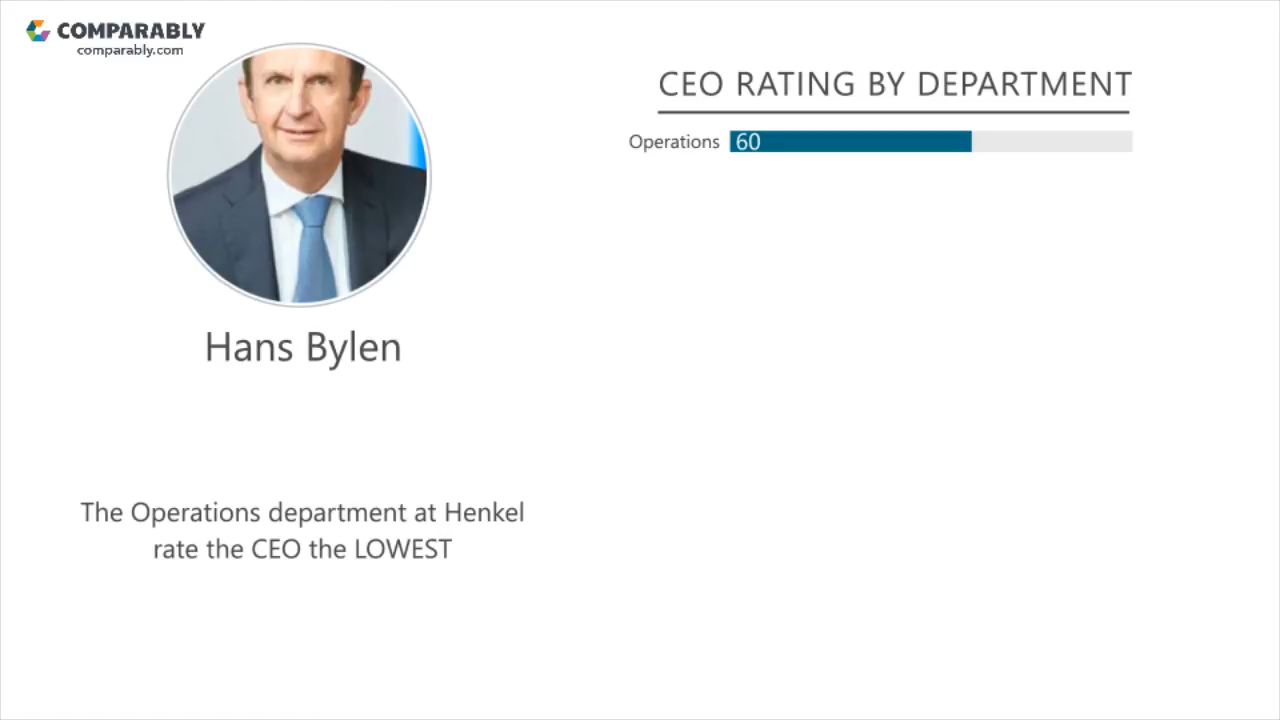 COMPARABLY
comparably.com
CEO RATING BY DEPARTMENT
Operations 60
Hans Bylen
The Operations department at Henkel
rate the CEO the LOWEST